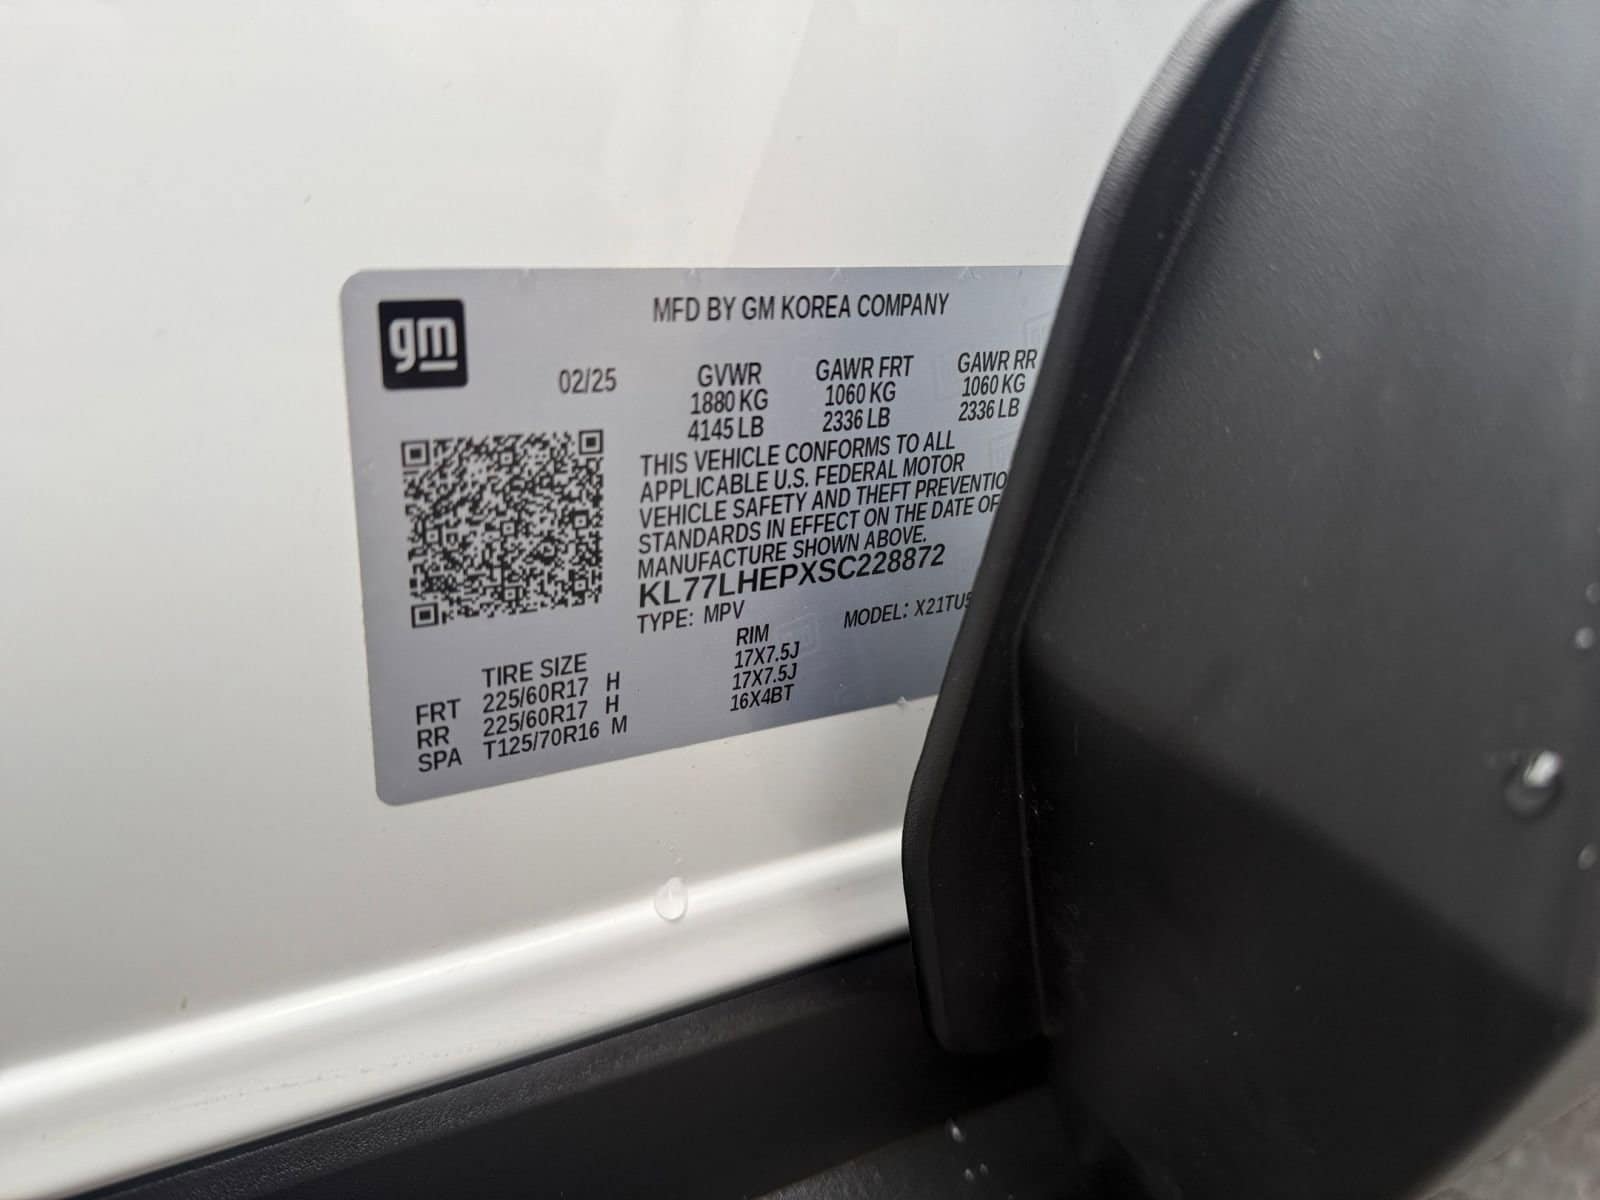 gm
MFD BY GM KOREA COMPANY
02/25 GVWR GAWR FRT GAWR RR
1880 KG 1060 KG 1060 KG
4145 LB 2336 LB 2336 LB
THIS VEHICLE CONFORMS TO ALL
APPLICABLE U.S. FEDERAL MOTOR
VEHICLE SAFETY AND THEFT PREVENTIO
STANDARDS IN EFFECT ON THE DATE OF
MANUFACTURE SHOWN ABOVE.
KL77LHEPXSC228872
TYPE: MPV MODEL: X21TU5
TIRE SIZE RIM
FRT 225/60R17 H 17X7.5J
RR 225/60R17 H 17X7.5J
SPA T125/70R16 M 16X4BT